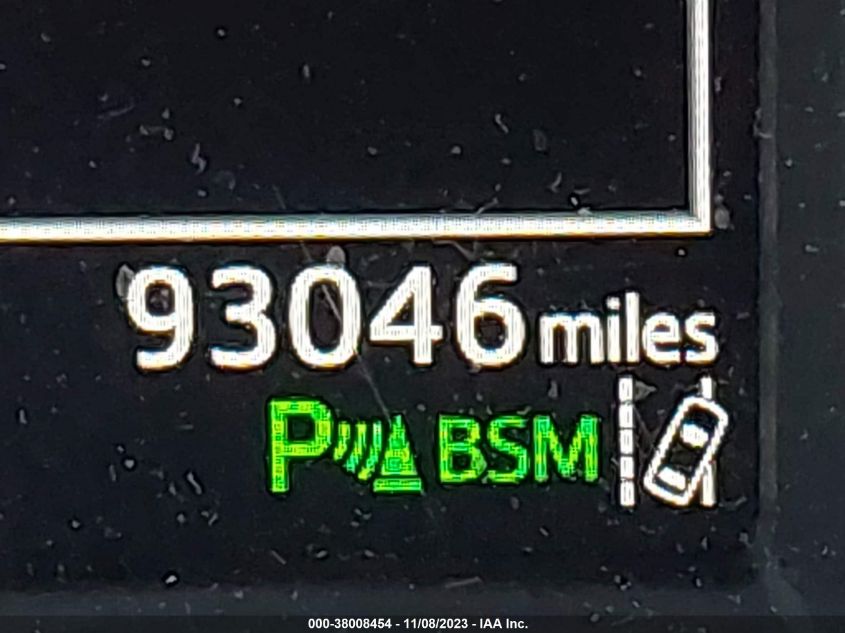 93046 miles
P BSM
000-38008454 - 11/08/2023 - IAA Inc.